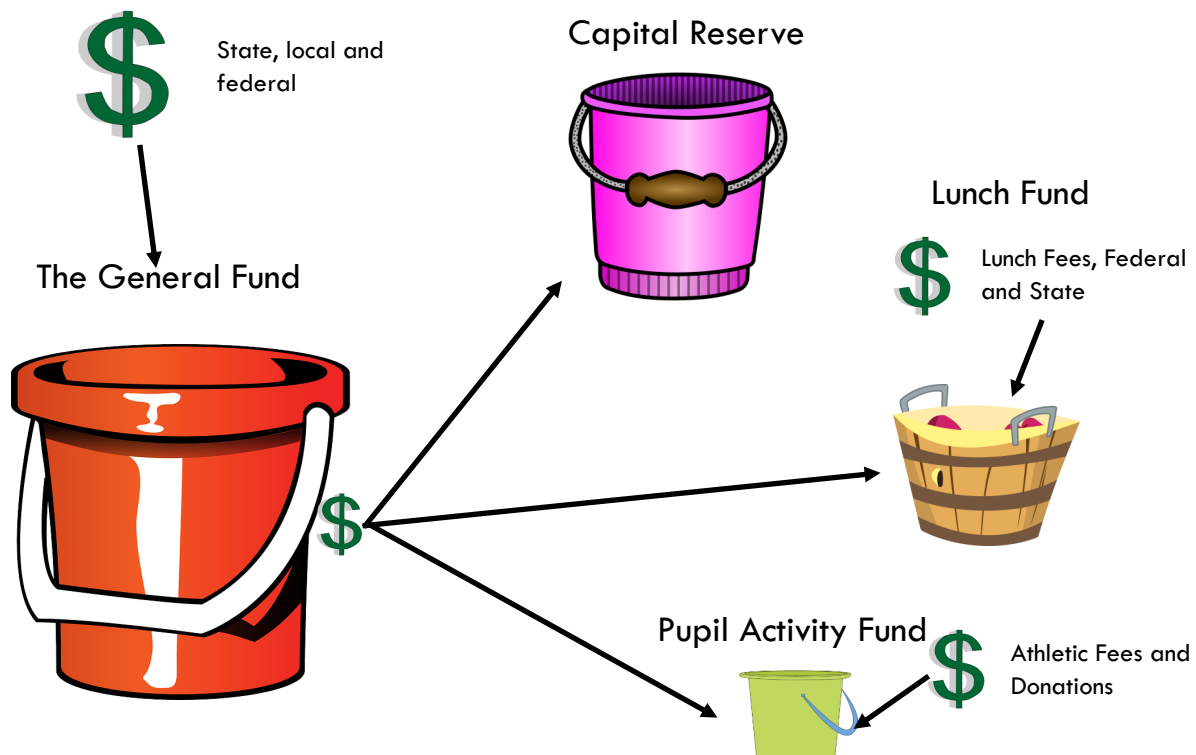 $
State, local and
federal
Capital Reserve
Lunch Fund
$
Lunch Fees, Federal
and State
The General Fund
$
Pupil Activity Fund
$
Athletic Fees and
Donations